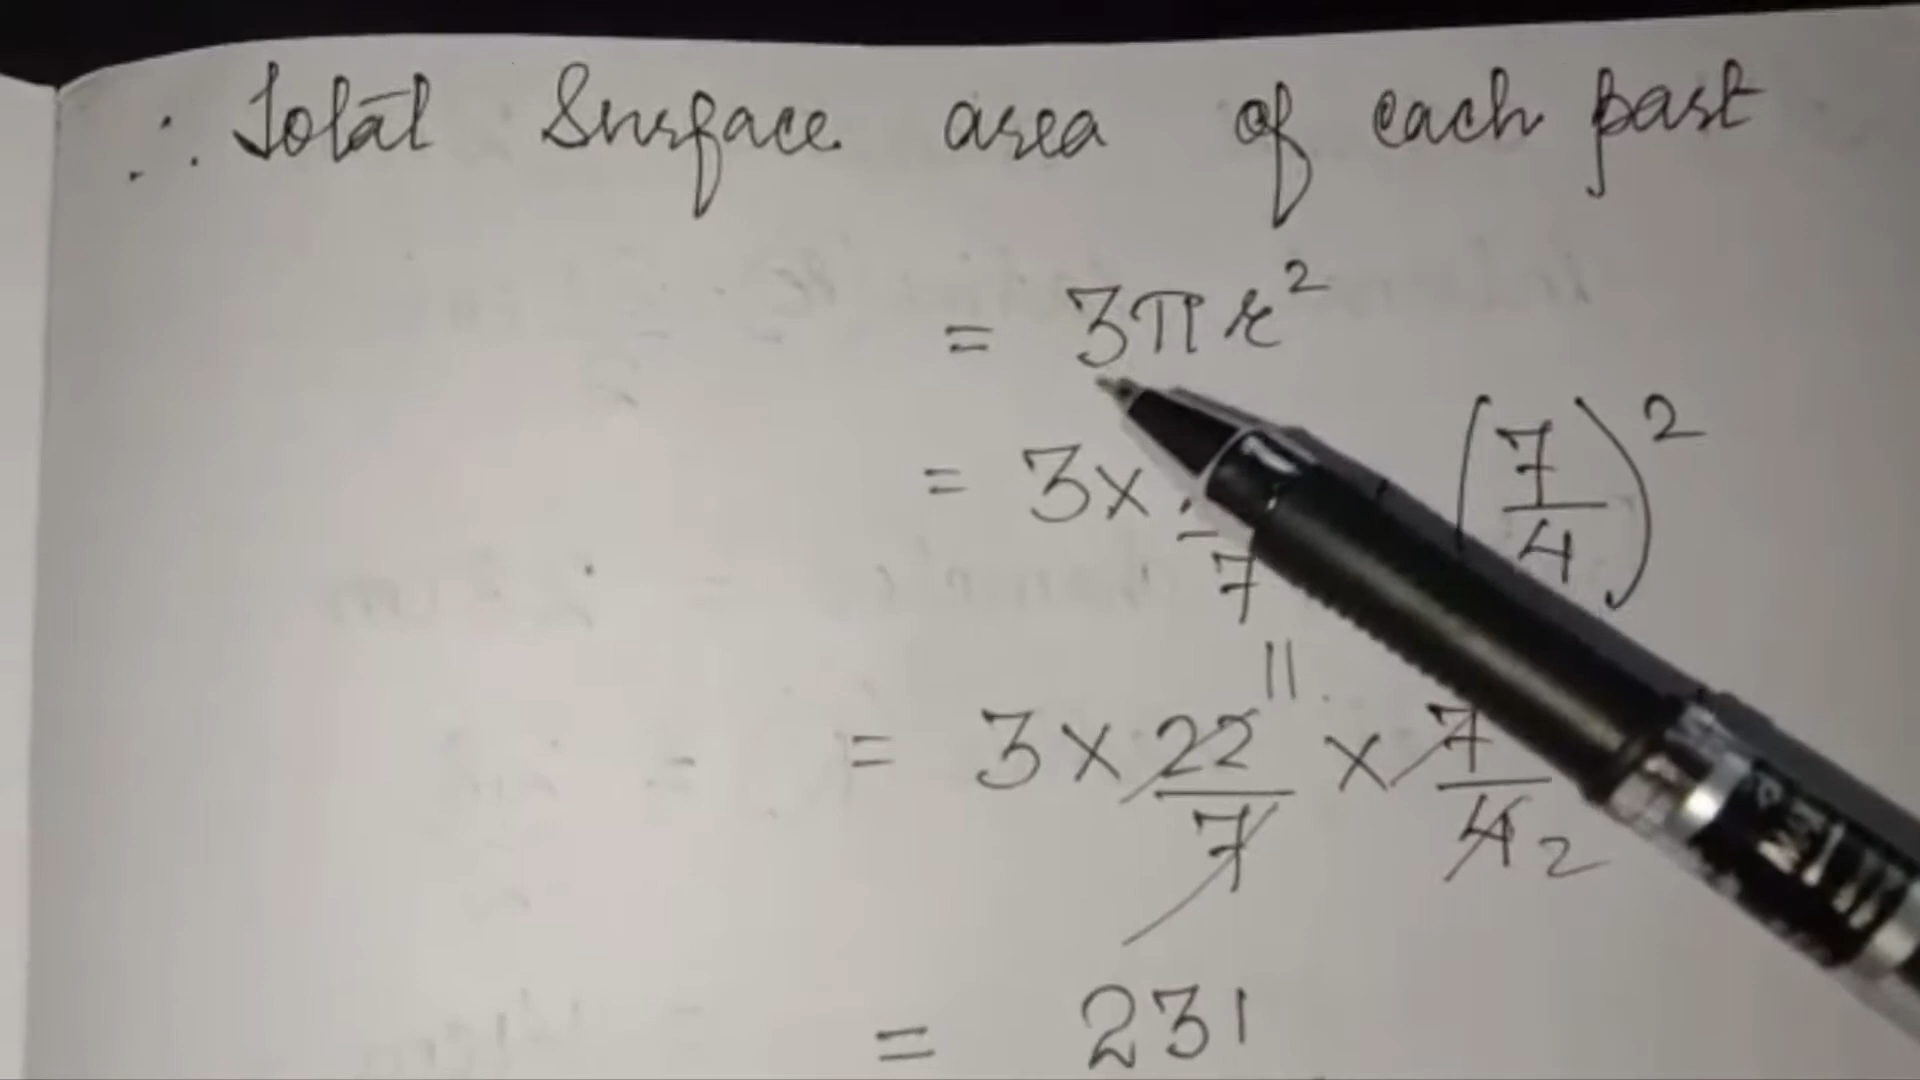 ∴ Total Surface area of each part
= 3πr²
= 3 × 7 (7/4)²
= 3 × 22/7 11 × 7/4 2
= 231